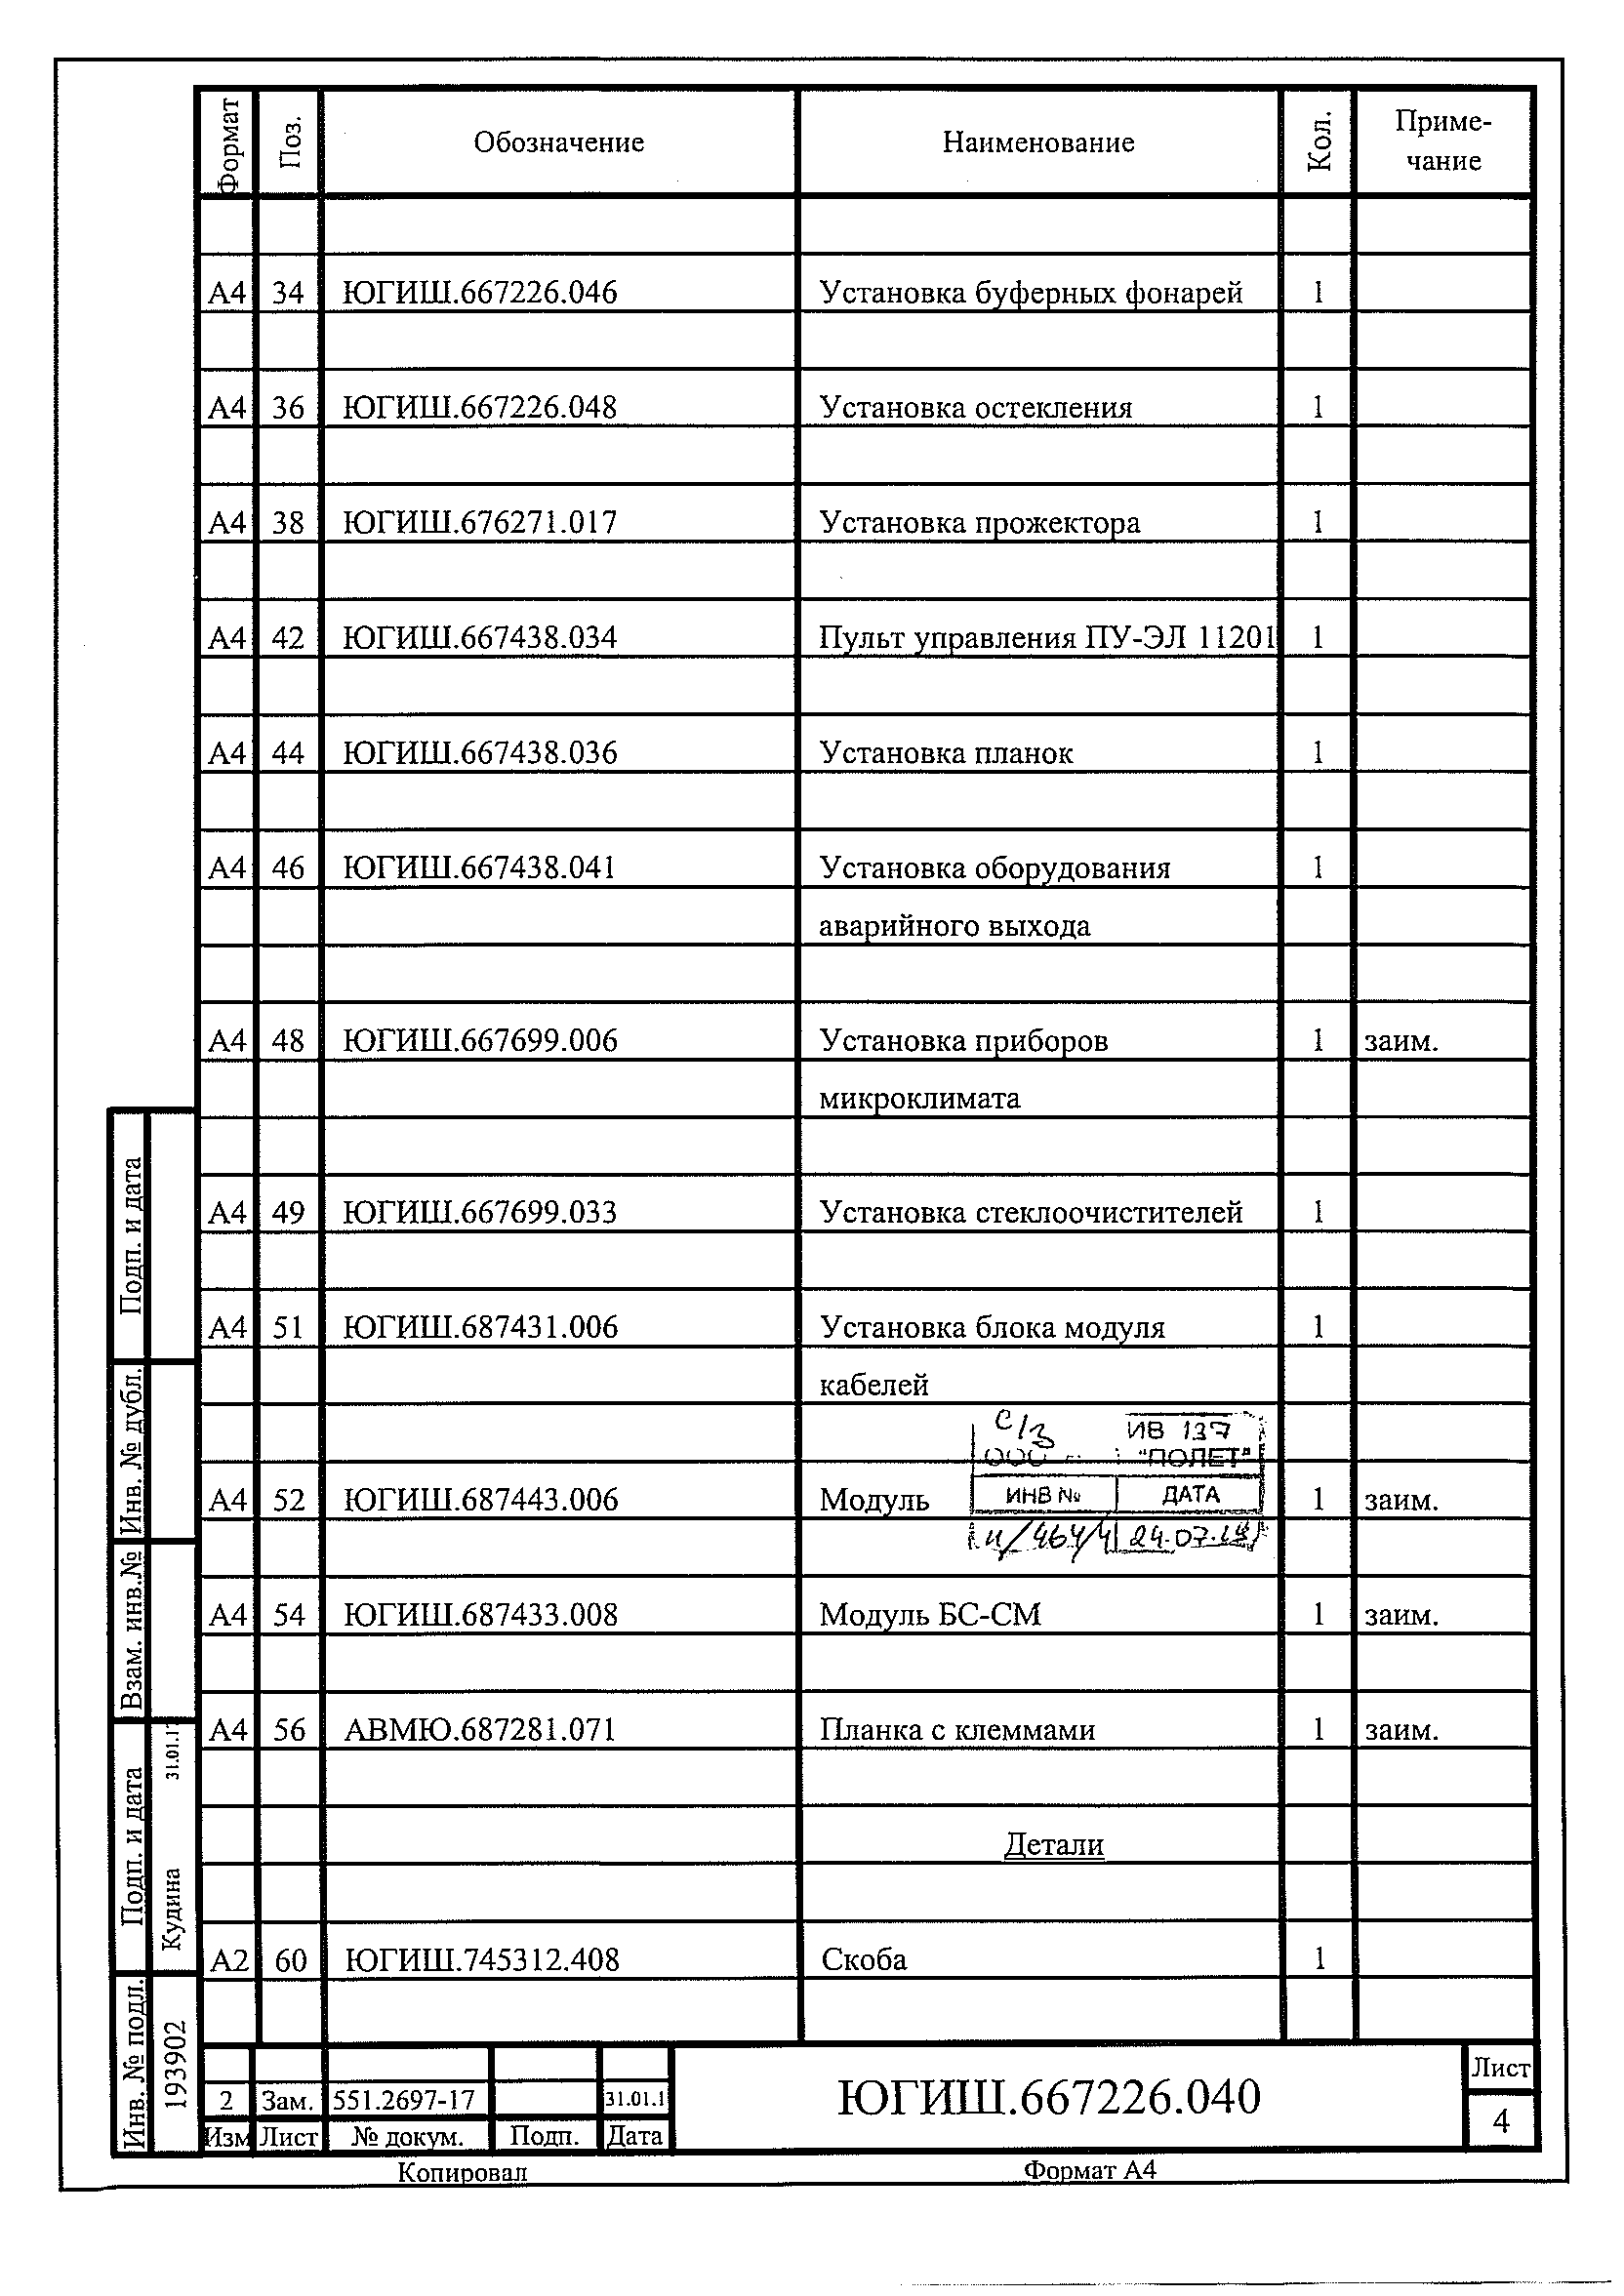 Формат Поз. Обозначение Наименование Кол. Приме-
чание
А4 34 ЮГИШ.667226.046 Установка буферных фонарей 1
А4 36 ЮГИШ.667226.048 Установка остекления 1
А4 38 ЮГИШ.676271.017 Установка прожектора 1
А4 42 ЮГИШ.667438.034 Пульт управления ПУ-ЭЛ 11201 1
А4 44 ЮГИШ.667438.036 Установка планок 1
А4 46 ЮГИШ.667438.041 Установка оборудования 1
аварийного выхода
А4 48 ЮГИШ.667699.006 Установка приборов 1 заим.
микроклимата
А4 49 ЮГИШ.667699.033 Установка стеклоочистителей 1
А4 51 ЮГИШ.687431.006 Установка блока модуля 1
кабелей
С/з ИВ 137
ООО "ПОЛЕТ"
ИНВ № ДАТА
А4 52 ЮГИШ.687443.006 Модуль 1 заим.
24.07.
А4 54 ЮГИШ.687433.008 Модуль БС-СМ 1 заим.
А4 56 АВМЮ.687281.071 Планка с клеммами 1 заим.
Детали
А2 60 ЮГИШ.745312.408 Скоба 1
Подп. и дата
Инв. № дубл.
Взам. инв.№
Подп. и дата Кудина 31.01.1
Инв. № подл. 193902
2 Зам. 551.2697-17 31.01.1
Изм Лист № докум. Подп. Дата
ЮГИШ.667226.040
Лист
4
Копировал Формат А4